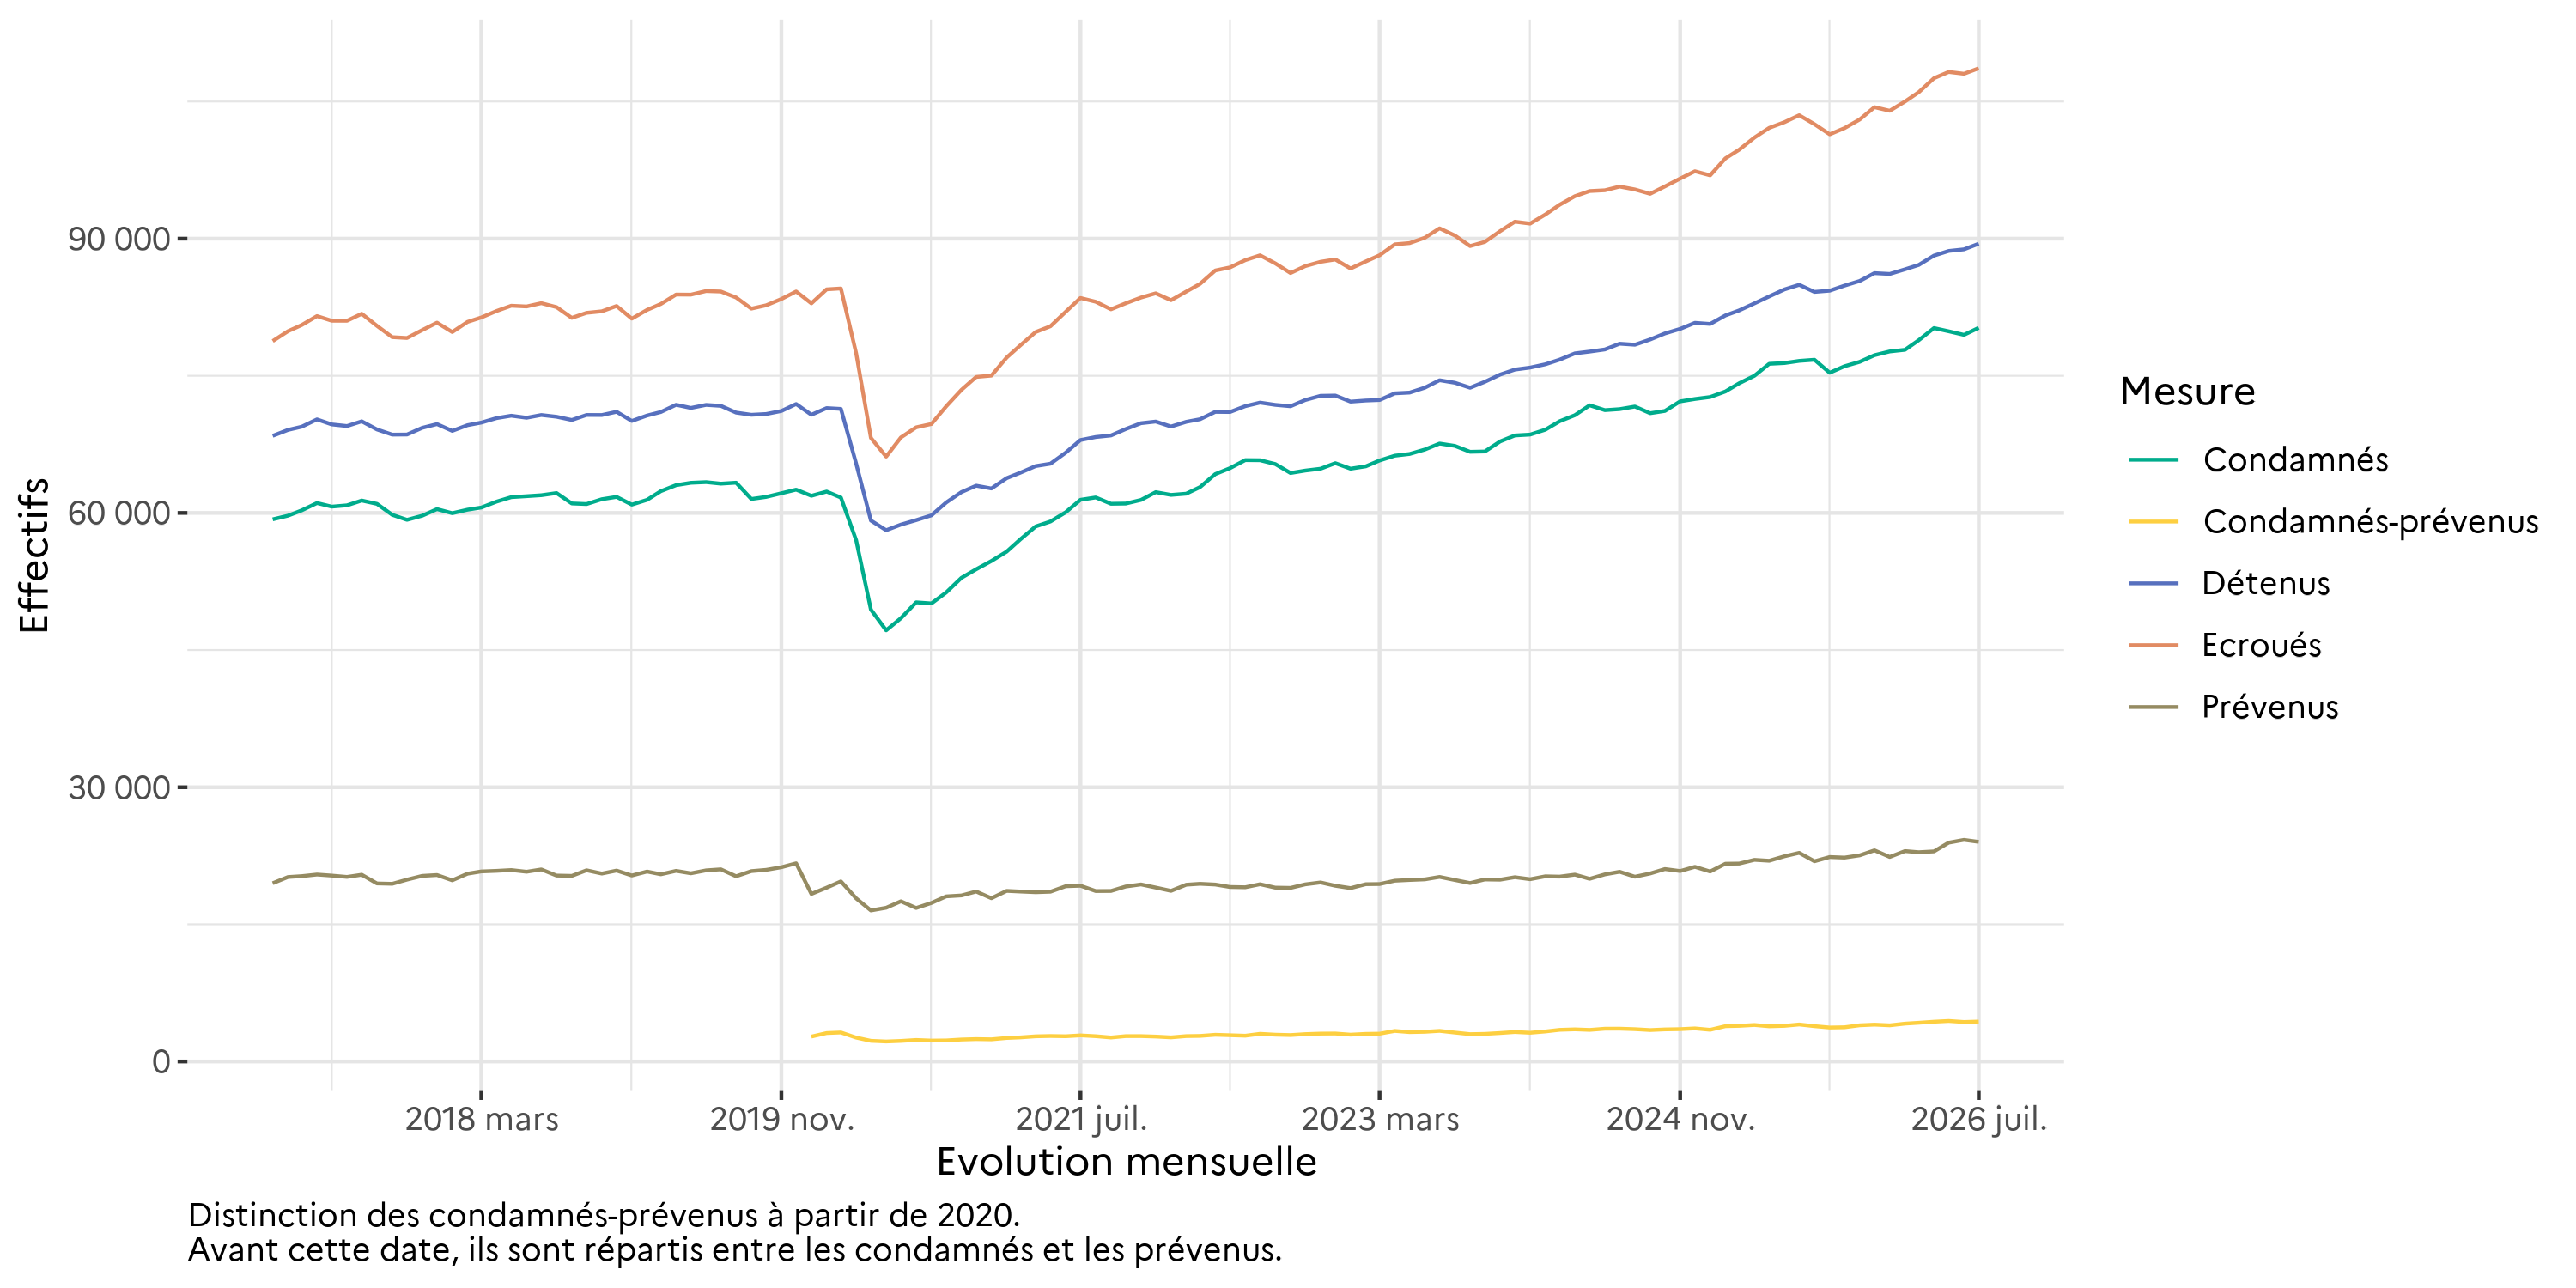 Effectifs
90 000
60 000
30 000
0
2018 mars
2019 nov.
2021 juil.
2023 mars
2024 nov.
2026 juil.
Evolution mensuelle
Mesure
Condamnés
Condamnés-prévenus
Détenus
Ecroués
Prévenus
Distinction des condamnés-prévenus à partir de 2020.
Avant cette date, ils sont répartis entre les condamnés et les prévenus.